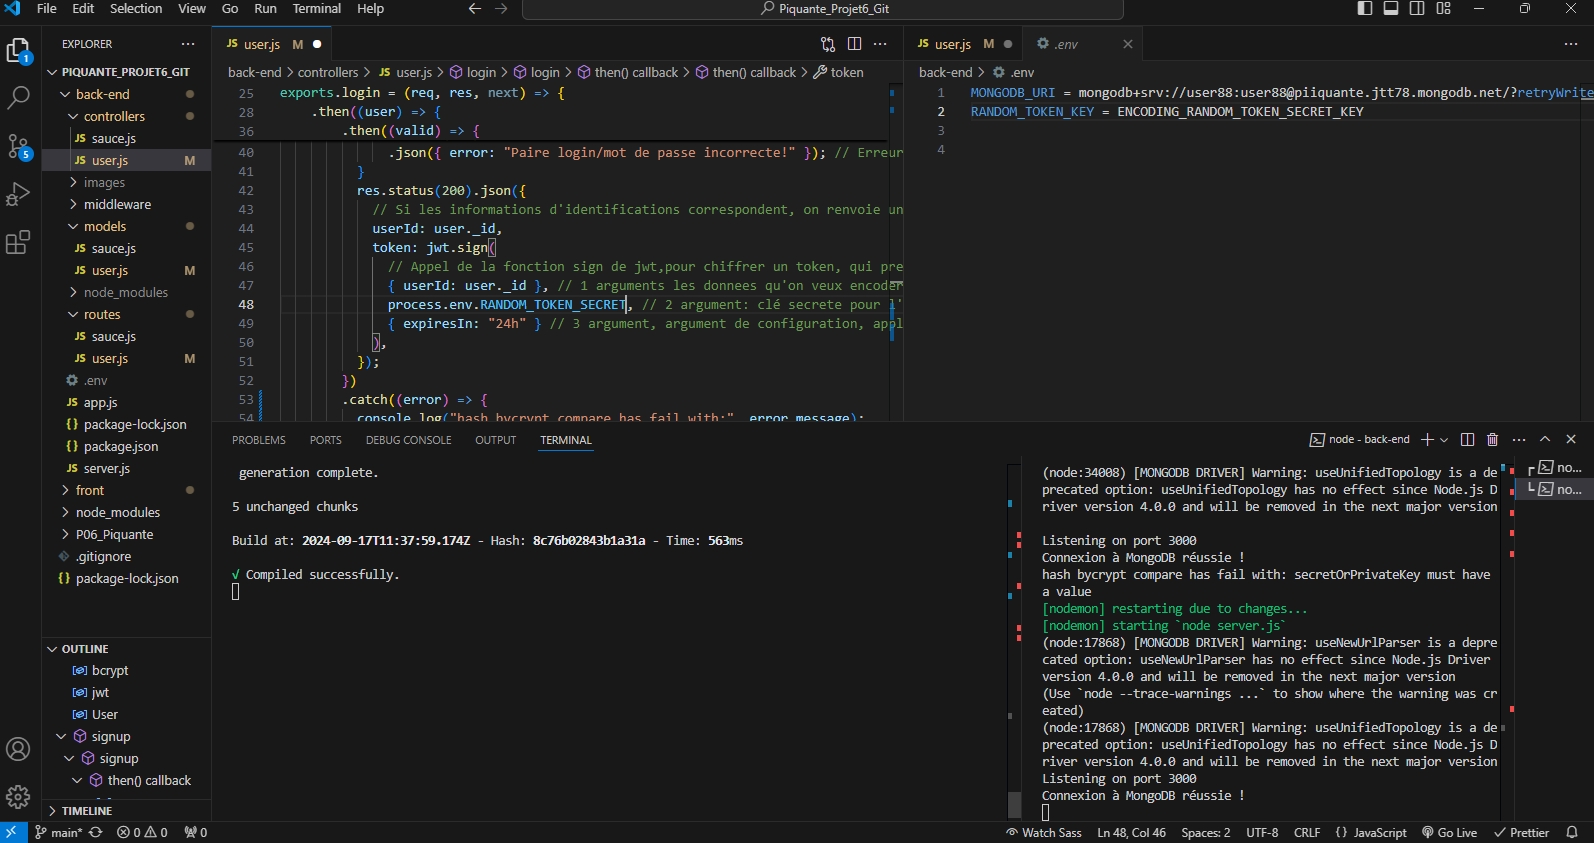 File Edit Selection View Go Run Terminal Help
Piquante_Projet6_Git
EXPLORER
PIQUANTE_PROJET6_GIT
back-end
controllers
JS sauce.js
JS user.js M
images
middleware
models
JS sauce.js
JS user.js M
node_modules
routes
JS sauce.js
JS user.js M
.env
JS app.js
{} package-lock.json
{} package.json
JS server.js
front
node_modules
P06_Piquante
.gitignore
{} package-lock.json
OUTLINE
bcrypt
jwt
User
signup
signup
then() callback
TIMELINE
1
5
JS user.js M
back-end > controllers > JS user.js > login > login > then() callback > then() callback > token
25 exports.login = (req, res, next) => {
28 .then((user) => {
36 .then((valid) => {
40 .json({ error: "Paire login/mot de passe incorrecte!" }); // Erreur
41 }
42 res.status(200).json({
43 // Si les informations d'identifications correspondent, on renvoie un
44 userId: user._id,
45 token: jwt.sign(
46 // Appel de la fonction sign de jwt,pour chiffrer un token, qui pre
47 { userId: user._id }, // 1 arguments les donnees qu'on veux encoder
48 process.env.RANDOM_TOKEN_SECRET, // 2 argument: clé secrete pour l'
49 { expiresIn: "24h" } // 3 argument, argument de configuration, appl
50 ),
51 });
52 })
53 .catch((error) => {
54 console.log("hash bycrypt compare has fail with:", error.message);
JS user.js M
.env
back-end > .env
1 MONGODB_URI = mongodb+srv://user88:user88@piiquante.jtt78.mongodb.net/?retryWrite
2 RANDOM_TOKEN_KEY = ENCODING_RANDOM_TOKEN_SECRET_KEY
3
4
PROBLEMS PORTS DEBUG CONSOLE OUTPUT TERMINAL
node - back-end
generation complete.
5 unchanged chunks
Build at: 2024-09-17T11:37:59.174Z - Hash: 8c76b02843b1a31a - Time: 563ms
√ Compiled successfully.
(node:34008) [MONGODB DRIVER] Warning: useUnifiedTopology is a de
precated option: useUnifiedTopology has no effect since Node.js D
river version 4.0.0 and will be removed in the next major version
Listening on port 3000
Connexion à MongoDB réussie !
hash bycrypt compare has fail with: secretOrPrivateKey must have
a value
[nodemon] restarting due to changes...
[nodemon] starting `node server.js`
(node:17868) [MONGODB DRIVER] Warning: useNewUrlParser is a depre
cated option: useNewUrlParser has no effect since Node.js Driver
version 4.0.0 and will be removed in the next major version
(Use `node --trace-warnings ...` to show where the warning was cr
eated)
(node:17868) [MONGODB DRIVER] Warning: useUnifiedTopology is a de
precated option: useUnifiedTopology has no effect since Node.js D
river version 4.0.0 and will be removed in the next major version
Listening on port 3000
Connexion à MongoDB réussie !
no...
no...
main* 0 0 0
Watch Sass Ln 48, Col 46 Spaces: 2 UTF-8 CRLF {} JavaScript Go Live Prettier